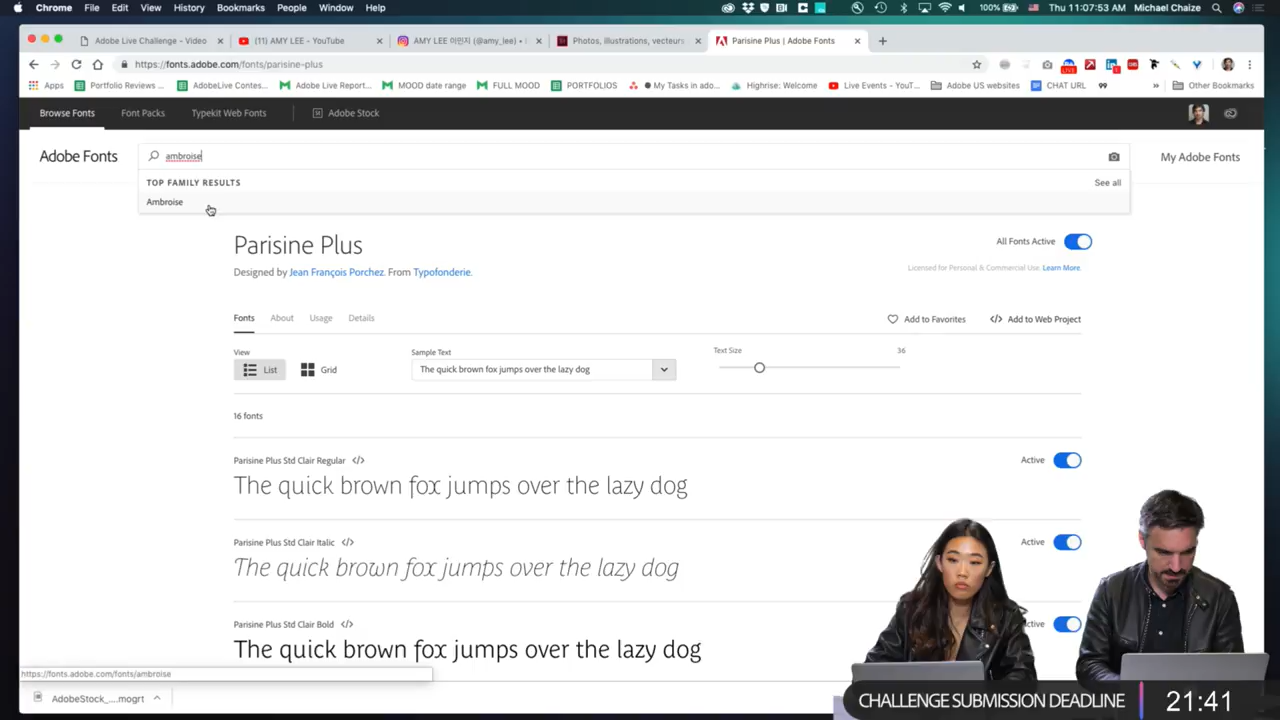 Chrome File Edit View History Bookmarks People Window Help 100% Thu 11:07:53 AM Michael Chaize
Adobe Live Challenge - Video (11) AMY LEE - YouTube AMY LEE 이민지 (@amy_lee) • Photos, illustrations, vecteurs Parisine Plus | Adobe Fonts
https://fonts.adobe.com/fonts/parisine-plus
Apps Portfolio Reviews ... AdobeLive Contes... Adobe Live Report... MOOD date range FULL MOOD PORTFOLIOS ● My Tasks in ado... Highrise: Welcome Live Events - YouT... Adobe US websites CHAT URL » Other Bookmarks
Browse Fonts Font Packs Typekit Web Fonts Adobe Stock
Adobe Fonts ambroise My Adobe Fonts
TOP FAMILY RESULTS See all
Ambroise
Parisine Plus All Fonts Active
Designed by Jean François Porchez. From Typofonderie. Licensed for Personal & Commercial Use. Learn More.
Fonts About Usage Details Add to Favorites </> Add to Web Project
View Sample Text Text Size 36
List Grid The quick brown fox jumps over the lazy dog
16 fonts
Parisine Plus Std Clair Regular </> Active
The quick brown fox jumps over the lazy dog
Parisine Plus Std Clair Italic </> Active
The quick brown fox jumps over the lazy dog
Parisine Plus Std Clair Bold </>
The quick brown fox jumps over the lazy dog
https://fonts.adobe.com/fonts/ambroise
AdobeStock_....mogrt
CHALLENGE SUBMISSION DEADLINE 21:41